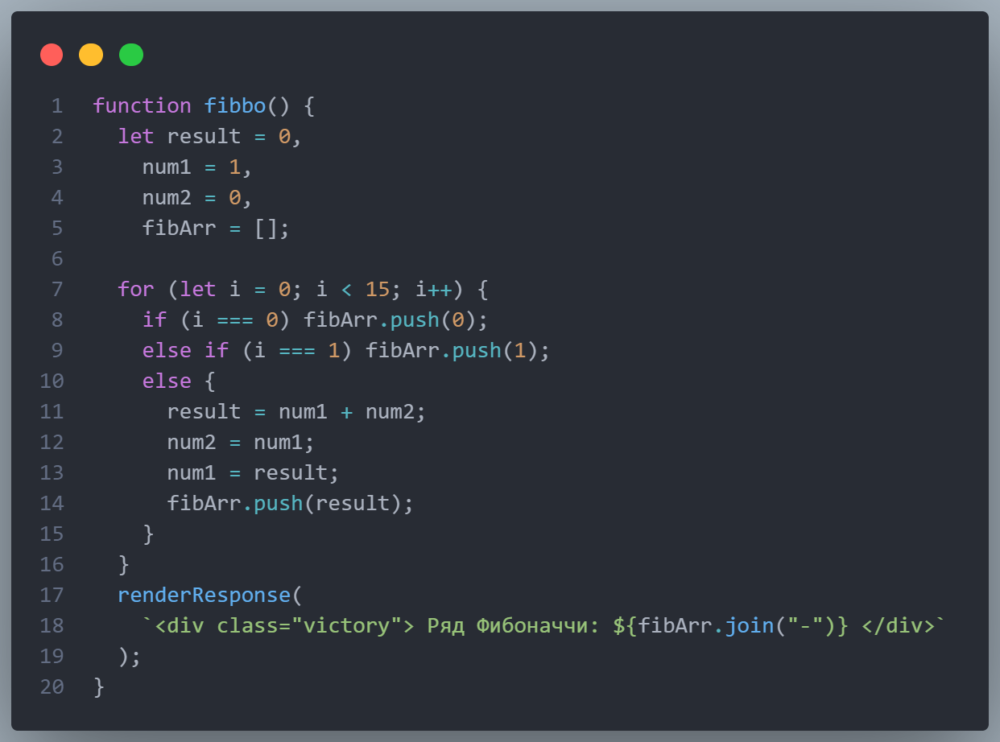 1 function fibbo() {
2   let result = 0,
3     num1 = 1,
4     num2 = 0,
5     fibArr = [];
6
7   for (let i = 0; i < 15; i++) {
8     if (i === 0) fibArr.push(0);
9     else if (i === 1) fibArr.push(1);
10     else {
11       result = num1 + num2;
12       num2 = num1;
13       num1 = result;
14       fibArr.push(result);
15     }
16   }
17   renderResponse(
18     `<div class="victory"> Ряд Фибоначчи: ${fibArr.join("-")} </div>`
19   );
20 }